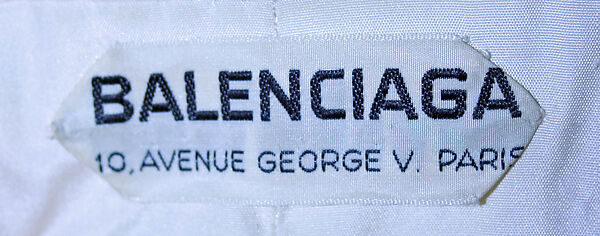 BALENCIAGA
10, AVENUE GEORGE V. PARIS